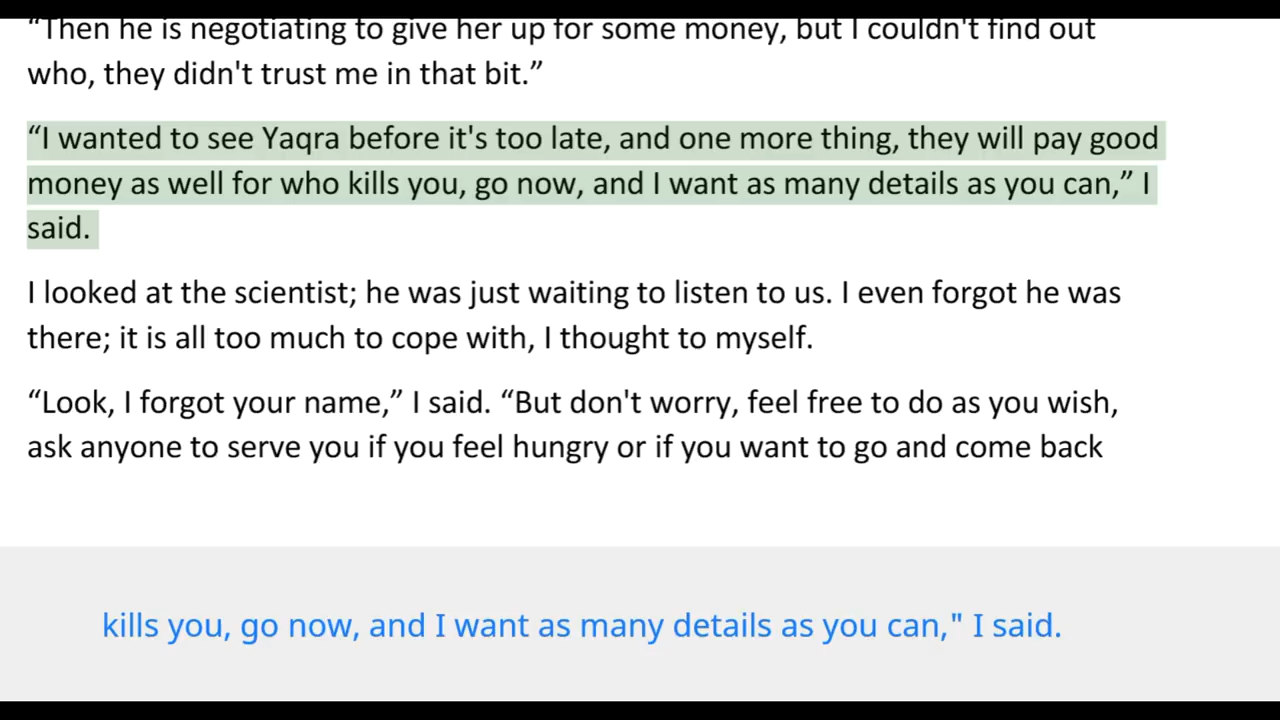 “Then he is negotiating to give her up for some money, but I couldn't find out
who, they didn't trust me in that bit.”
“I wanted to see Yaqra before it's too late, and one more thing, they will pay good
money as well for who kills you, go now, and I want as many details as you can,” I
said.
I looked at the scientist; he was just waiting to listen to us. I even forgot he was
there; it is all too much to cope with, I thought to myself.
“Look, I forgot your name,” I said. “But don't worry, feel free to do as you wish,
ask anyone to serve you if you feel hungry or if you want to go and come back
kills you, go now, and I want as many details as you can," I said.